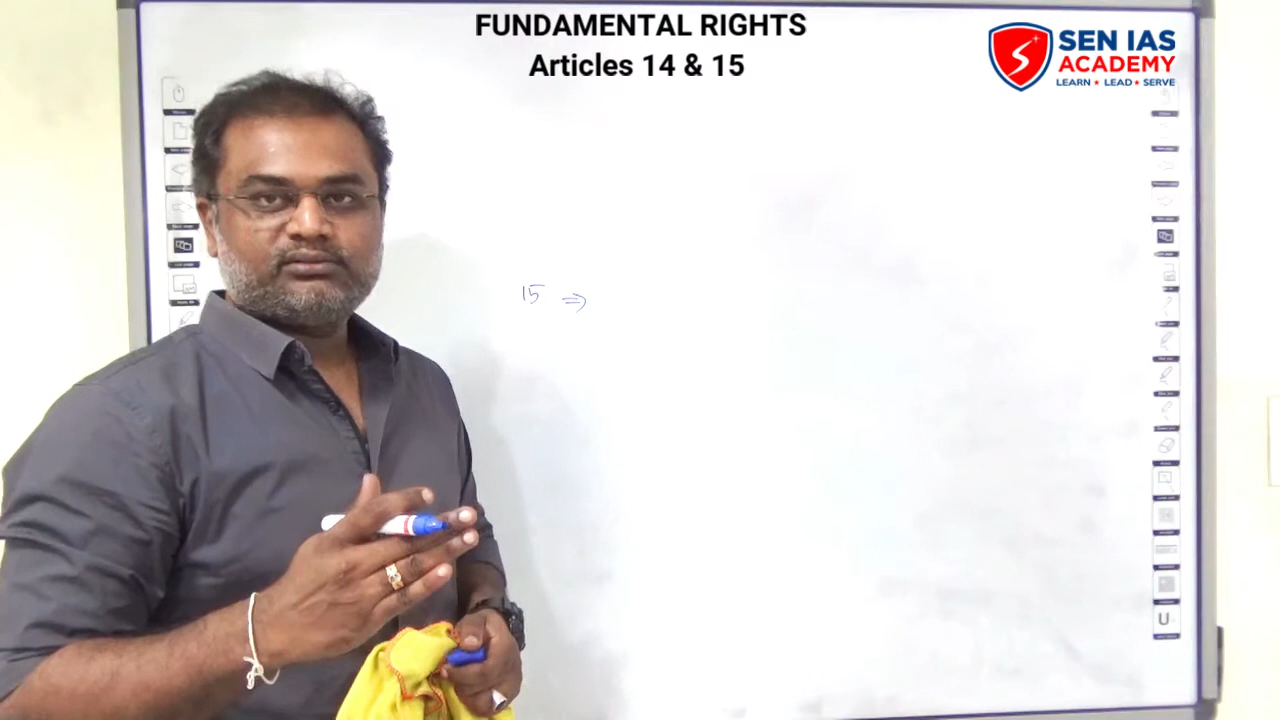 FUNDAMENTAL RIGHTS
Articles 14 & 15
SEN IAS
ACADEMY
LEARN ★ LEAD ★ SERVE
15 ⇒
U